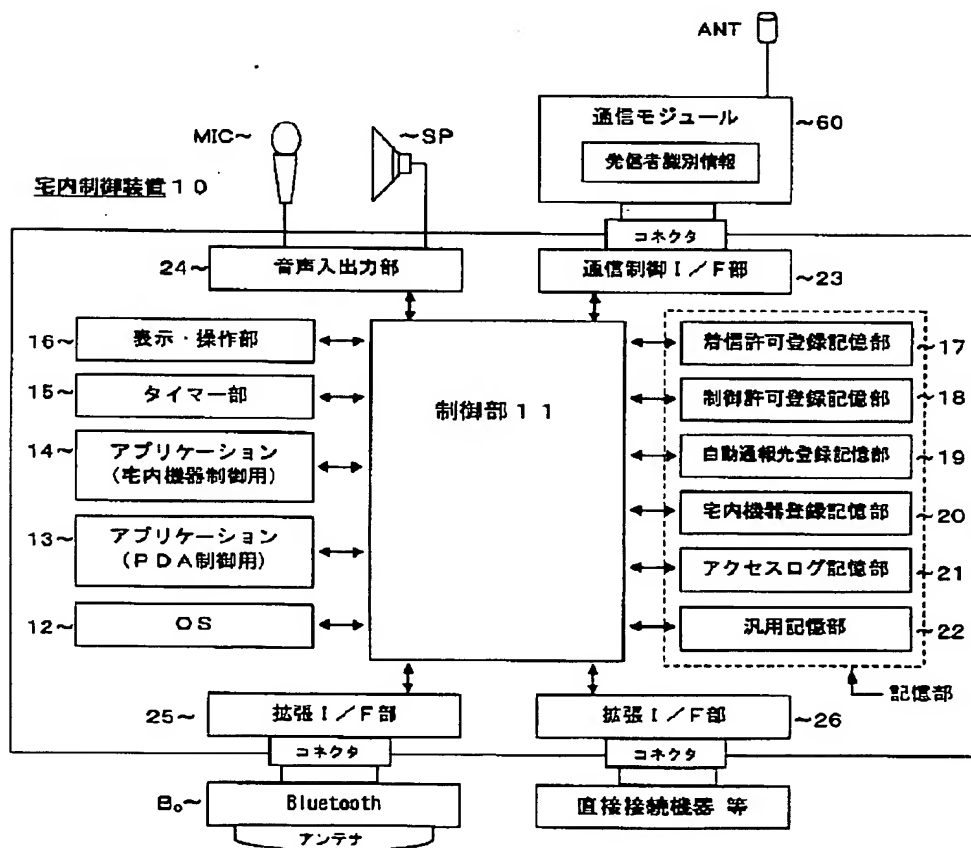 ANT
通信モジュール
~60
発信者識別情報
MIC~
~SP
宅内制御装置10
コネクタ
24~
音声入出力部
通信制御I/F部
~23
16~
表示・操作部
着信許可登録記憶部
~17
15~
タイマー部
制御部11
制御許可登録記憶部
~18
14~
アプリケーション
(宅内機器制御用)
自動通報先登録記憶部
~19
宅内機器登録記憶部
~20
13~
アプリケーション
(PDA制御用)
アクセスログ記憶部
~21
12~
OS
汎用記憶部
~22
記憶部
25~
拡張I/F部
拡張I/F部
~26
コネクタ
コネクタ
B₀~
Bluetooth
直接接続機器 等
アンテナ